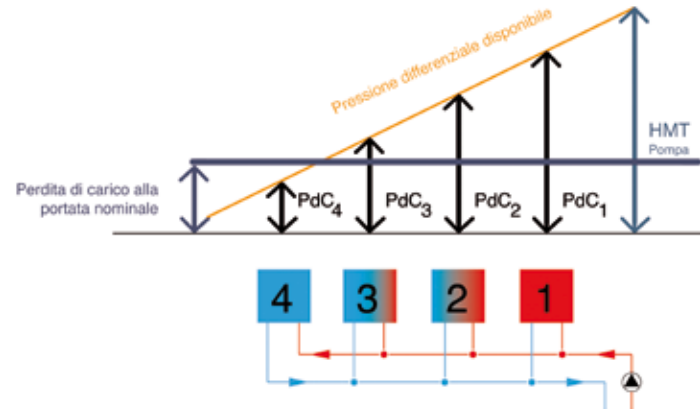 Pressione differenziale disponibile
HMT
Pompa
Perdita di carico alla
portata nominale
PdC4
PdC3
PdC2
PdC1
4
3
2
1